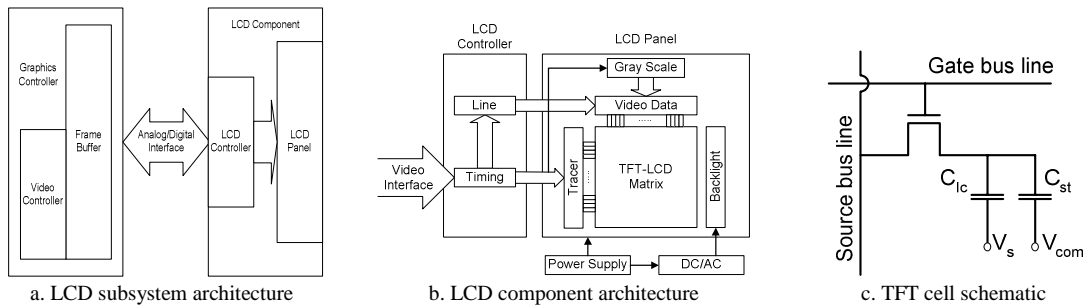 LCD Component
Graphics
Controller
Frame
Buffer
Video
Controller
Analog/Digital
Interface
LCD
Controller
LCD
Panel
a. LCD subsystem architecture
LCD
Controller
LCD Panel
Gray Scale
Line
Video Data
.....
Video
Interface
Timing
Tracer
.....
TFT-LCD
Matrix
Backlight
Power Supply
DC/AC
b. LCD component architecture
Gate bus line
Source bus line
Clc
Cst
Vs
Vcom
c. TFT cell schematic